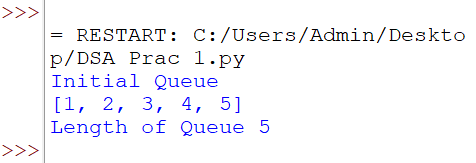 >>>
= RESTART: C:/Users/Admin/Deskto
p/DSA Prac 1.py
Initial Queue
[1, 2, 3, 4, 5]
Length of Queue 5
>>>